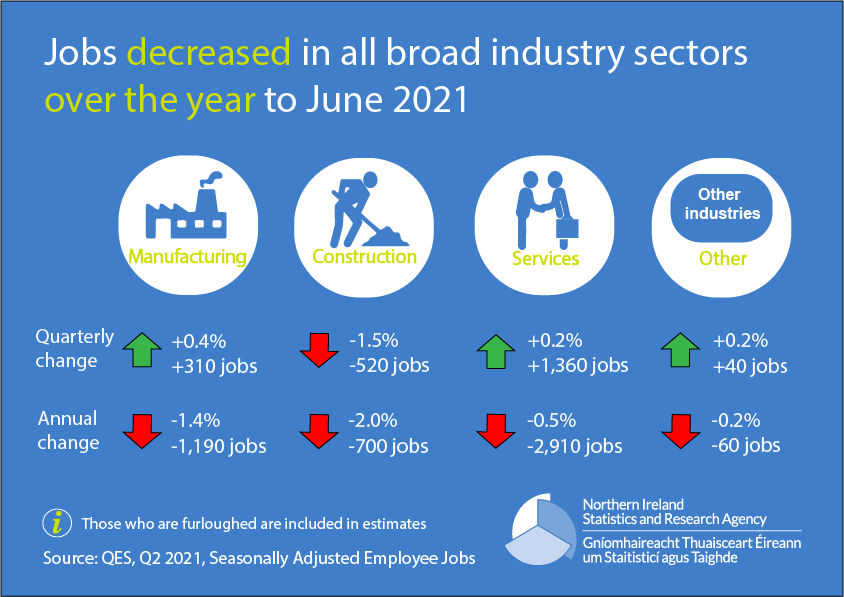 Jobs decreased in all broad industry sectors
over the year to June 2021
Other
industries
Manufacturing
Construction
Services
Other
Quarterly
change
+0.4%
+310 jobs
-1.5%
-520 jobs
+0.2%
+1,360 jobs
+0.2%
+40 jobs
Annual
change
-1.4%
-1,190 jobs
-2.0%
-700 jobs
-0.5%
-2,910 jobs
-0.2%
-60 jobs
i
Those who are furloughed are included in estimates
Source: QES, Q2 2021, Seasonally Adjusted Employee Jobs
Northern Ireland
Statistics and Research Agency
Gníomhaireacht Thuaisceart Éireann
um Staitisticí agus Taighde